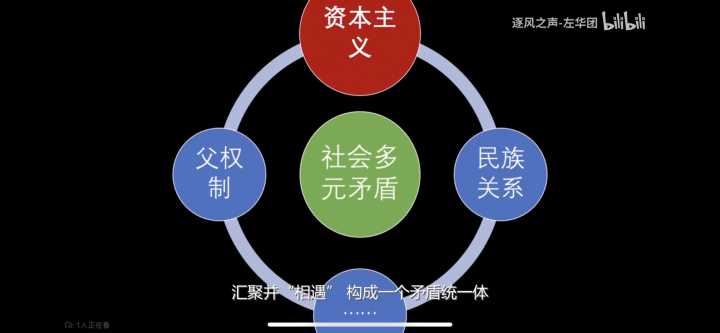 资本主
义
逐风之声-左华团 bilibili
父权
制
社会多
元矛盾
民族
关系
汇聚并“相遇” 构成一个矛盾统一体
……
1人正在看